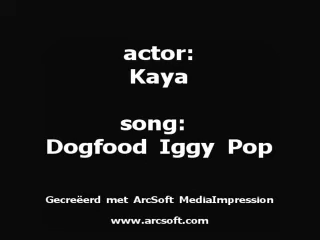 actor:
Kaya
song:
Dogfood Iggy Pop
Gecreëerd met ArcSoft MediaImpression
www.arcsoft.com